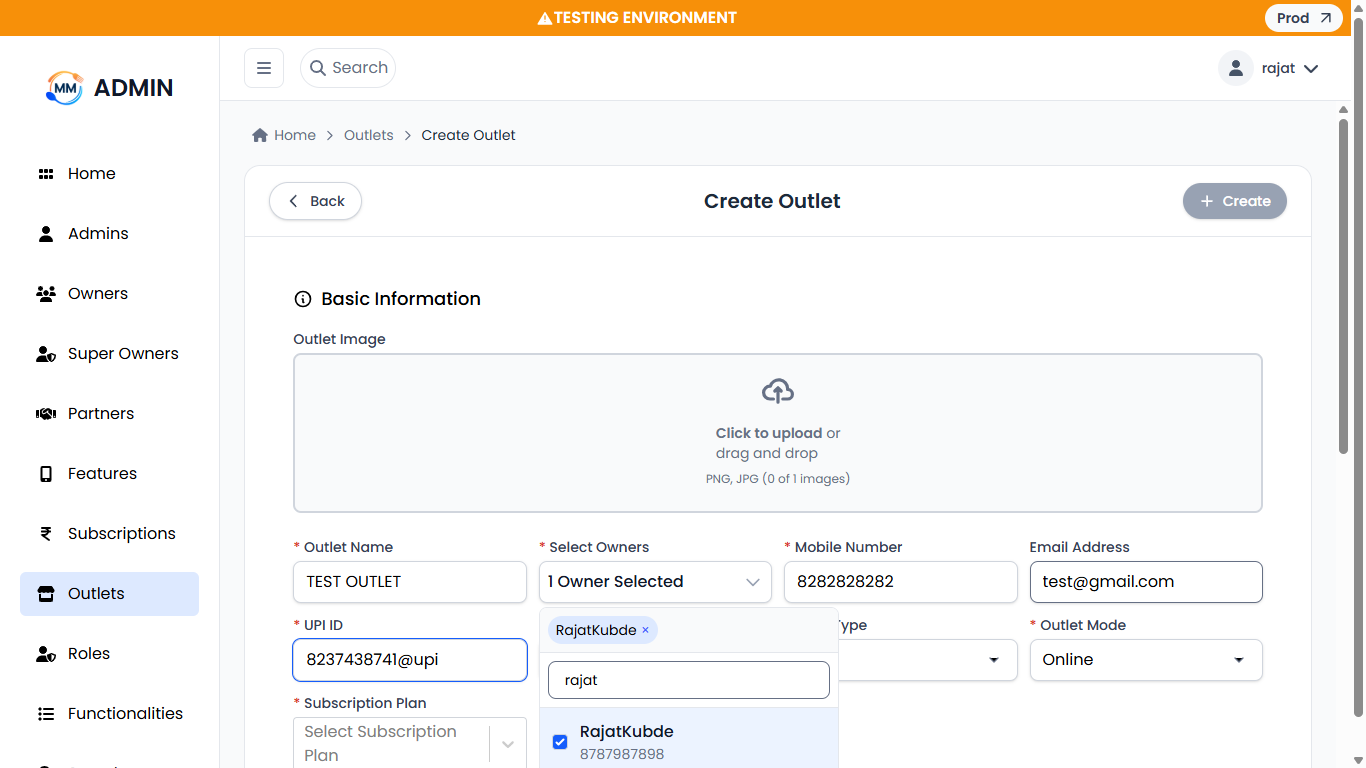 TESTING ENVIRONMENT
Prod
MM ADMIN
Search
rajat
Home
Admins
Owners
Super Owners
Partners
Features
Subscriptions
Outlets
Roles
Functionalities
Home > Outlets > Create Outlet
Back
Create Outlet
+ Create
Basic Information
Outlet Image
Click to upload or
drag and drop
PNG, JPG (0 of 1 images)
* Outlet Name
* Select Owners
* Mobile Number
Email Address
TEST OUTLET
1 Owner Selected
8282828282
test@gmail.com
* UPI ID
RajatKubde ×
ype
* Outlet Mode
8237438741@upi
rajat
Online
* Subscription Plan
Select Subscription
Plan
RajatKubde
8787987898